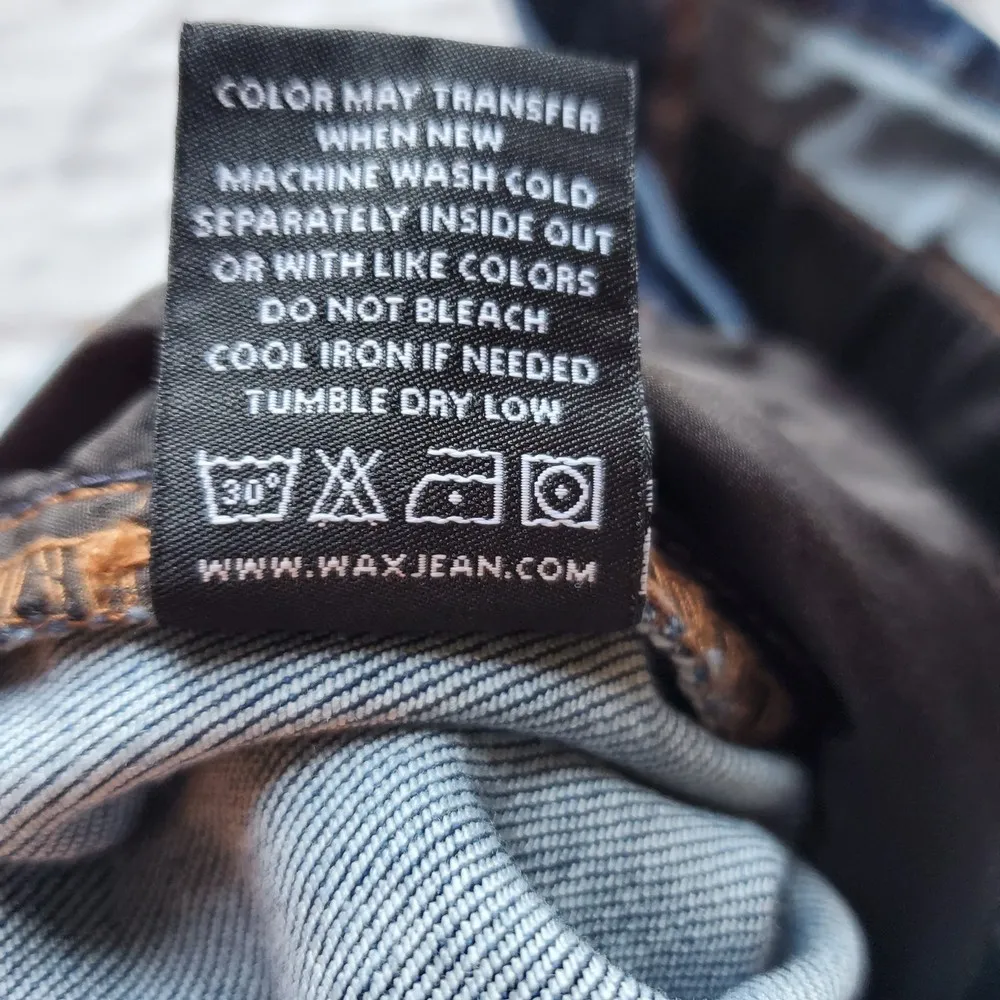 COLOR MAY TRANSFER
WHEN NEW
MACHINE WASH COLD
SEPARATELY INSIDE OUT
OR WITH LIKE COLORS
DO NOT BLEACH
COOL IRON IF NEEDED
TUMBLE DRY LOW
30°
WWW.WAXJEAN.COM